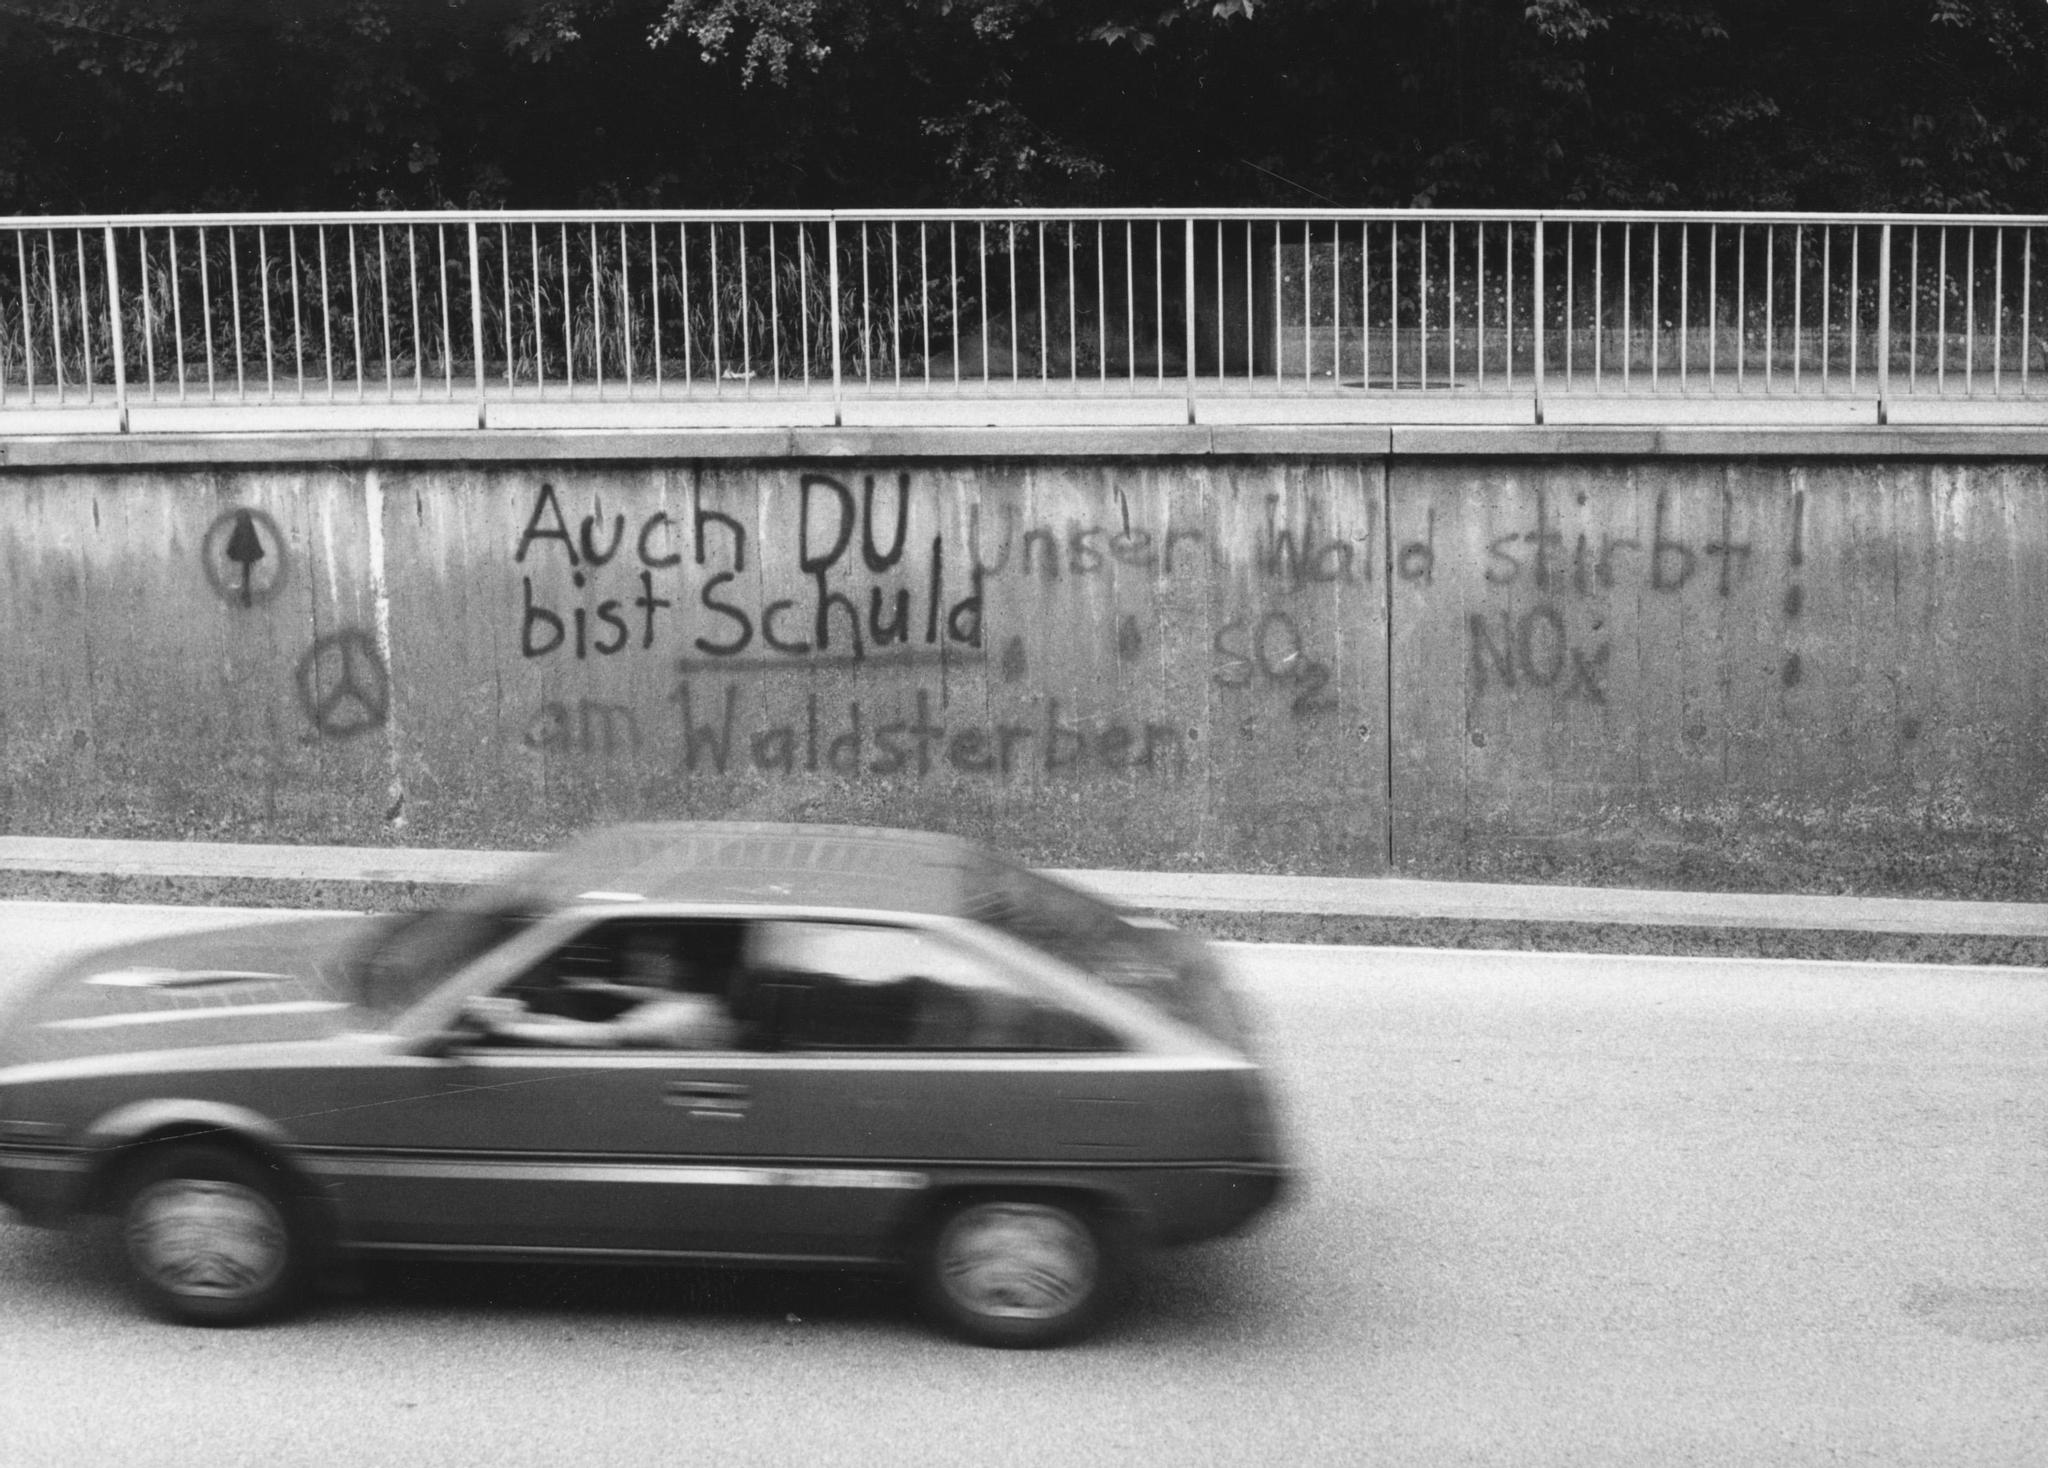 Auch DU
bist Schuld
am Waldsterben
Unser Wald stirbt!
SO₂ NOx